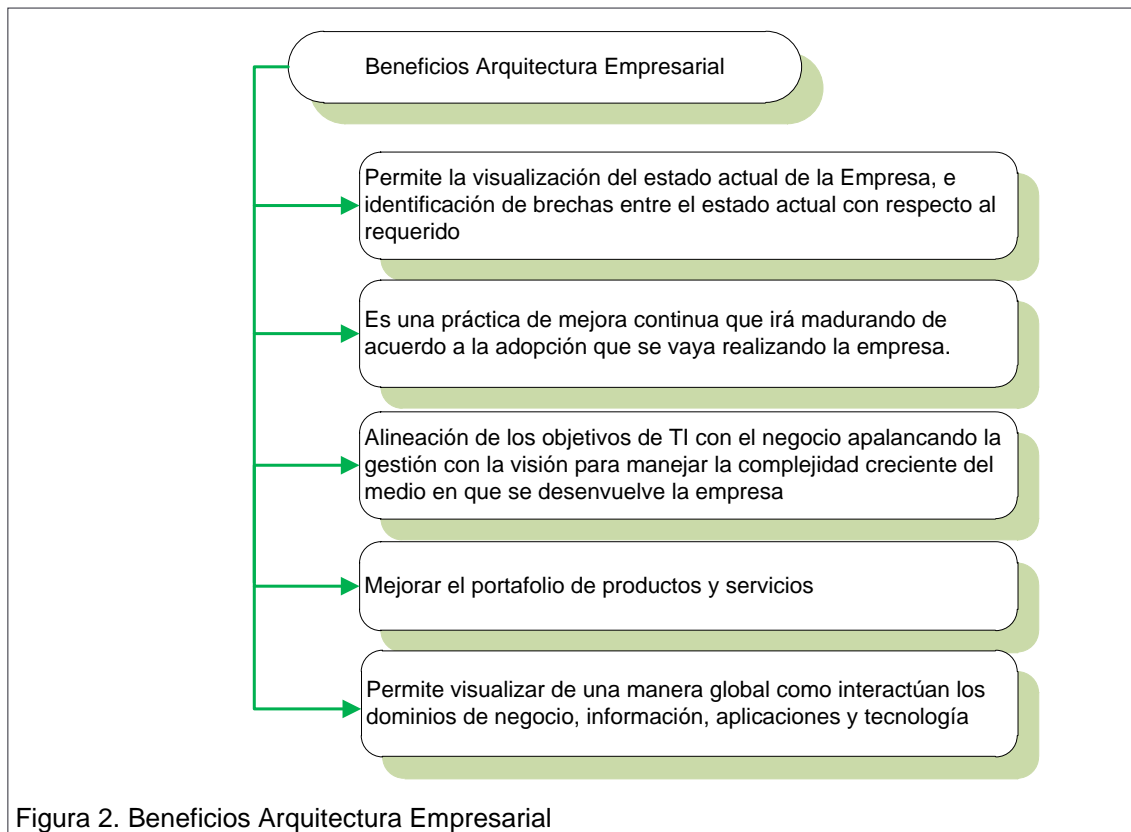 Beneficios Arquitectura Empresarial
Permite la visualización del estado actual de la Empresa, e
identificación de brechas entre el estado actual con respecto al
requerido
Es una práctica de mejora continua que irá madurando de
acuerdo a la adopción que se vaya realizando la empresa.
Alineación de los objetivos de TI con el negocio apalancando la
gestión con la visión para manejar la complejidad creciente del
medio en que se desenvuelve la empresa
Mejorar el portafolio de productos y servicios
Permite visualizar de una manera global como interactúan los
dominios de negocio, información, aplicaciones y tecnología
Figura 2. Beneficios Arquitectura Empresarial